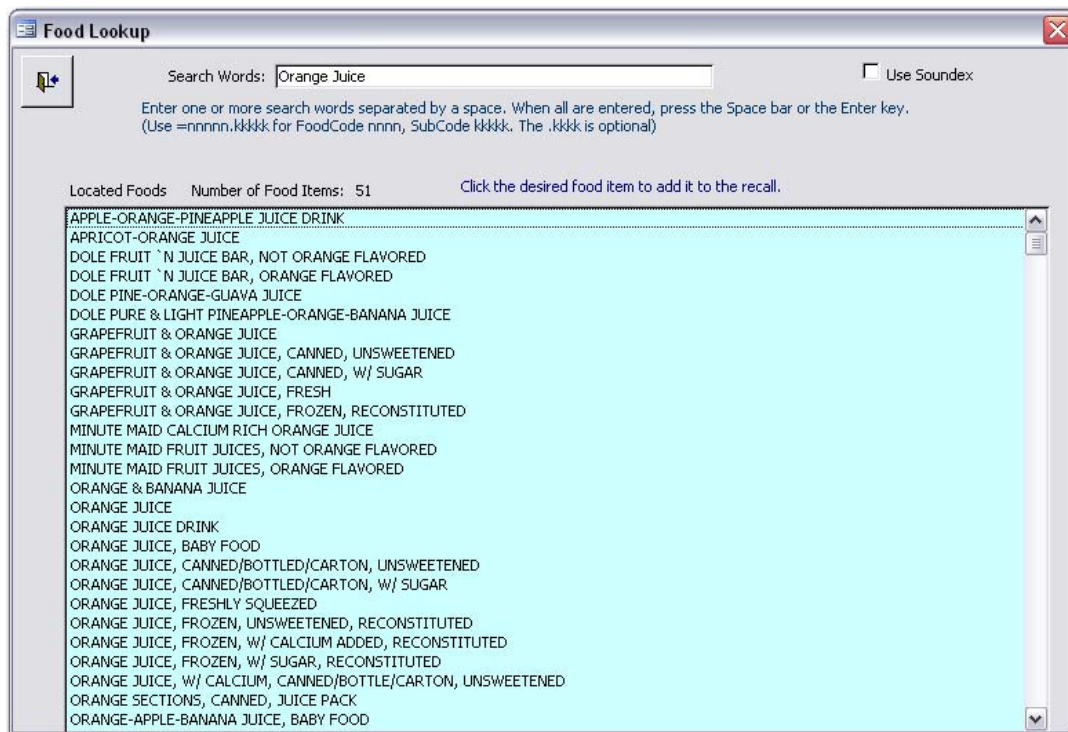 Food Lookup
Search Words: Orange Juice Use Soundex
Enter one or more search words separated by a space. When all are entered, press the Space bar or the Enter key.
(Use =nnnnn.kkkkk for FoodCode nnnn, SubCode kkkkk. The .kkkk is optional)
Located Foods Number of Food Items: 51 Click the desired food item to add it to the recall.
APPLE-ORANGE-PINEAPPLE JUICE DRINK
APRICOT-ORANGE JUICE
DOLE FRUIT `N JUICE BAR, NOT ORANGE FLAVORED
DOLE FRUIT `N JUICE BAR, ORANGE FLAVORED
DOLE PINE-ORANGE-GUAVA JUICE
DOLE PURE & LIGHT PINEAPPLE-ORANGE-BANANA JUICE
GRAPEFRUIT & ORANGE JUICE
GRAPEFRUIT & ORANGE JUICE, CANNED, UNSWEETENED
GRAPEFRUIT & ORANGE JUICE, CANNED, W/ SUGAR
GRAPEFRUIT & ORANGE JUICE, FRESH
GRAPEFRUIT & ORANGE JUICE, FROZEN, RECONSTITUTED
MINUTE MAID CALCIUM RICH ORANGE JUICE
MINUTE MAID FRUIT JUICES, NOT ORANGE FLAVORED
MINUTE MAID FRUIT JUICES, ORANGE FLAVORED
ORANGE & BANANA JUICE
ORANGE JUICE
ORANGE JUICE DRINK
ORANGE JUICE, BABY FOOD
ORANGE JUICE, CANNED/BOTTLED/CARTON, UNSWEETENED
ORANGE JUICE, CANNED/BOTTLED/CARTON, W/ SUGAR
ORANGE JUICE, FRESHLY SQUEEZED
ORANGE JUICE, FROZEN, UNSWEETENED, RECONSTITUTED
ORANGE JUICE, FROZEN, W/ CALCIUM ADDED, RECONSTITUTED
ORANGE JUICE, FROZEN, W/ SUGAR, RECONSTITUTED
ORANGE JUICE, W/ CALCIUM, CANNED/BOTTLE/CARTON, UNSWEETENED
ORANGE SECTIONS, CANNED, JUICE PACK
ORANGE-APPLE-BANANA JUICE, BABY FOOD